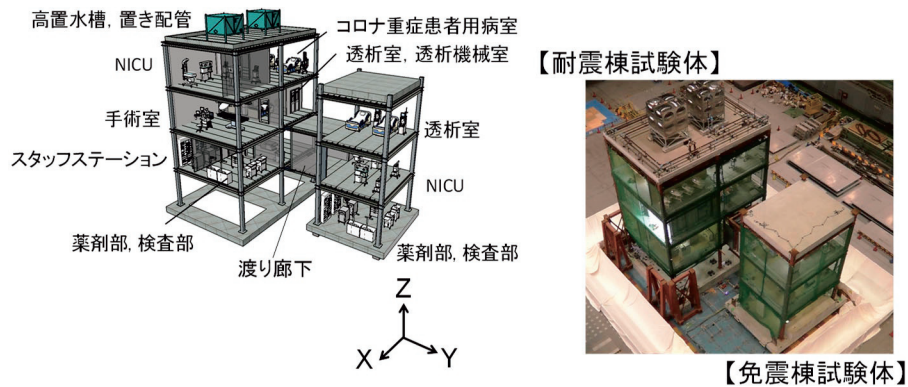 高置水槽, 置き配管
コロナ重症患者用病室
透析室, 透析機械室
NICU
手術室
スタッフステーション
透析室
NICU
薬剤部, 検査部
渡り廊下
薬剤部, 検査部
Z
X
Y
【耐震棟試験体】
【免震棟試験体】